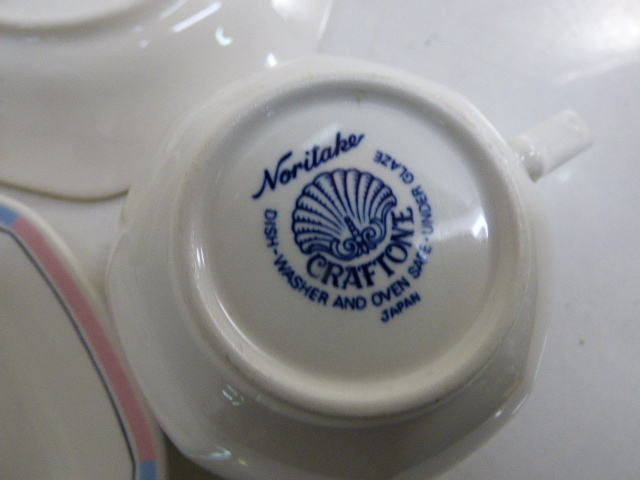 Noritake
CRAFTONE
DISH-WASHER AND OVEN SAFE·UNDER GLAZE
JAPAN